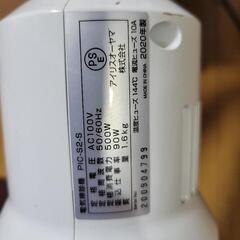 電気掃除機 PIC-S2-S
定格電圧 AC100V
定格周波数 50/60Hz
定格消費電力 500W
吸込仕事率 90W
質量 1.6kg
PSE
アイリスオーヤマ
株式会社
温度ヒューズ 144℃ 電流ヒューズ 10A
2020年製
MADE IN CHINA
200904799